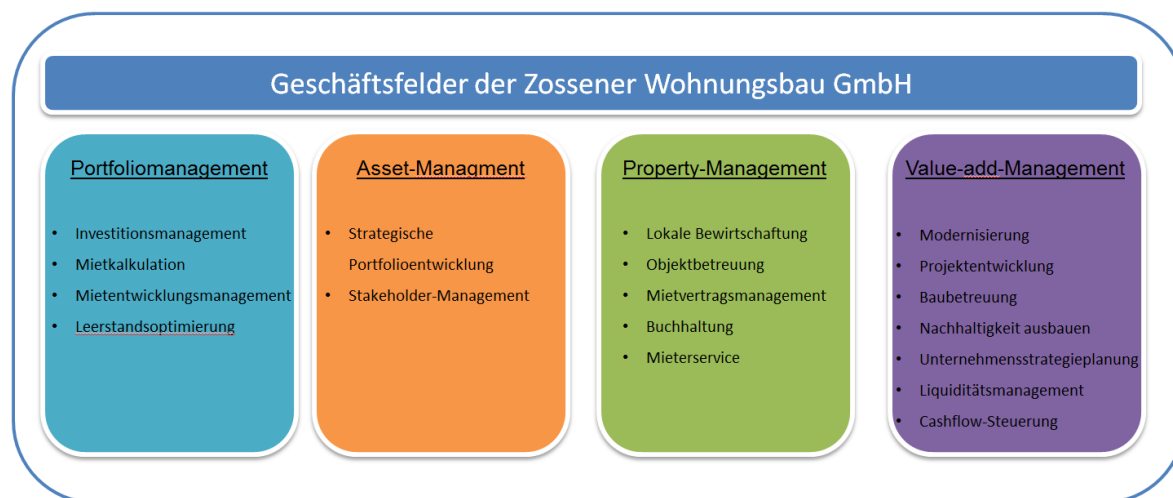 Geschäftsfelder der Zossener Wohnungsbau GmbH
Portfoliomanagement
• Investitionsmanagement
• Mietkalkulation
• Mietentwicklungsmanagement
• Leerstandsoptimierung
Asset-Managment
• Strategische
Portfolioentwicklung
• Stakeholder-Management
Property-Management
• Lokale Bewirtschaftung
• Objektbetreuung
• Mietvertragsmanagement
• Buchhaltung
• Mieterservice
Value-add-Management
• Modernisierung
• Projektentwicklung
• Baubetreuung
• Nachhaltigkeit ausbauen
• Unternehmensstrategieplanung
• Liquiditätsmanagement
• Cashflow-Steuerung